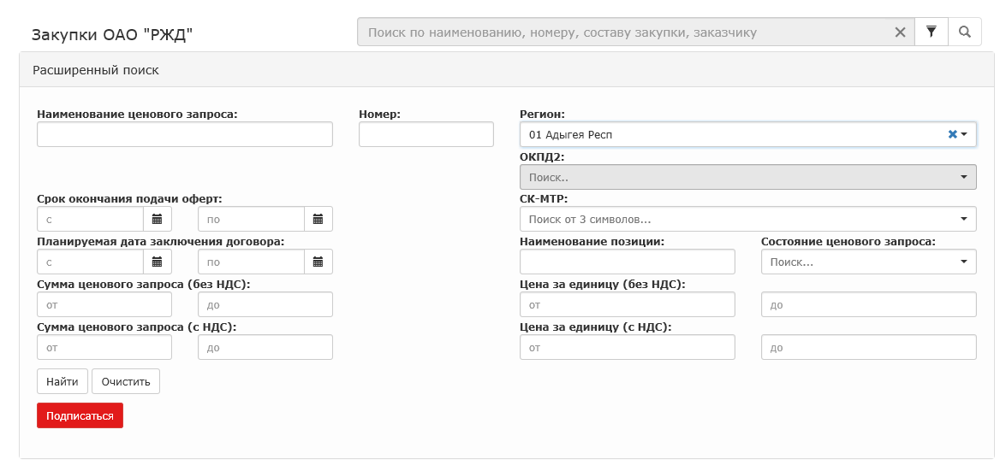 Закупки ОАО "РЖД"
Поиск по наименованию, номеру, составу закупки, заказчику
Расширенный поиск
Наименование ценового запроса:
Номер:
Регион:
01 Адыгея Респ
ОКПД2:
Поиск..
Срок окончания подачи оферт:
СК-МТР:
с
по
Поиск от 3 символов...
Планируемая дата заключения договора:
Наименование позиции:
Состояние ценового запроса:
с
по
Поиск...
Сумма ценового запроса (без НДС):
Цена за единицу (без НДС):
от
до
от
до
Сумма ценового запроса (с НДС):
Цена за единицу (с НДС):
от
до
от
до
Найти
Очистить
Подписаться